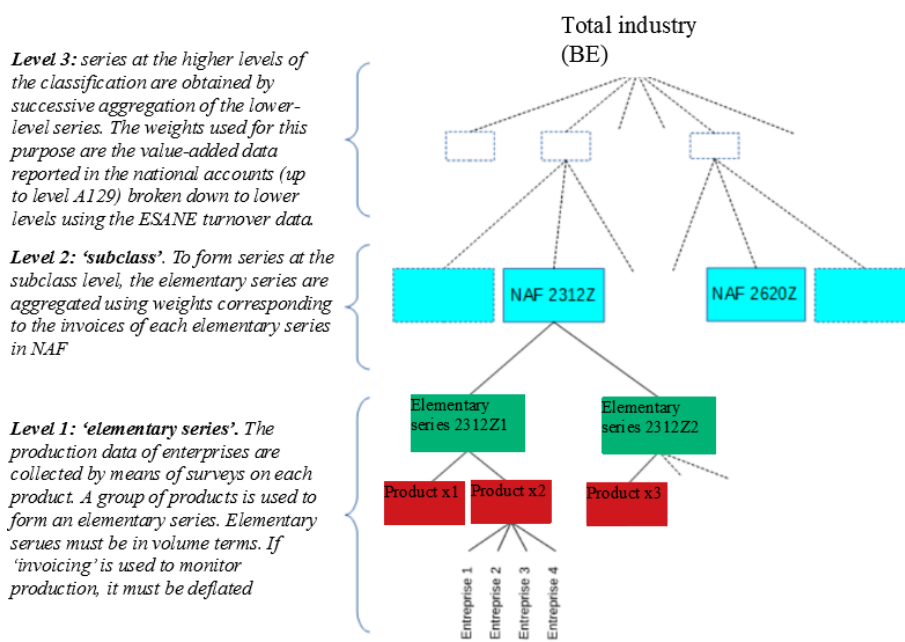 Total industry
(BE)
Level 3: series at the higher levels of
the classification are obtained by
successive aggregation of the lower-
level series. The weights used for this
purpose are the value-added data
reported in the national accounts (up
to level A129) broken down to lower
levels using the ESANE turnover data.
Level 2: ‘subclass’. To form series at the
subclass level, the elementary series are
aggregated using weights corresponding
to the invoices of each elementary series
in NAF
NAF 2312Z
NAF 2620Z
Level 1: ‘elementary series’. The
production data of enterprises are
collected by means of surveys on each
product. A group of products is used to
form an elementary series. Elementary
serues must be in volume terms. If
‘invoicing’ is used to monitor
production, it must be deflated
Elementary
series 2312Z1
Elementary
series 2312Z2
Product x1
Product x2
Product x3
Entreprise 1
Entreprise 2
Entreprise 3
Entreprise 4